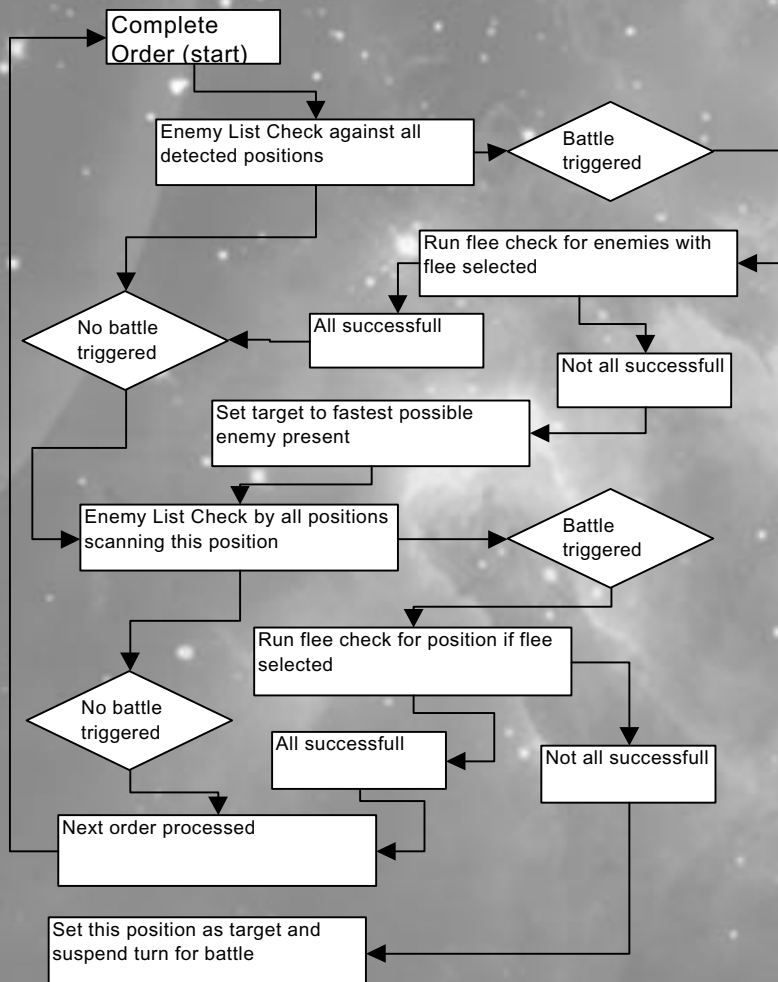 Complete
Order (start)
Enemy List Check against all
detected positions
Battle
triggered
Run flee check for enemies with
flee selected
No battle
triggered
All successfull
Not all successfull
Set target to fastest possible
enemy present
Enemy List Check by all positions
scanning this position
Battle
triggered
Run flee check for position if flee
selected
No battle
triggered
All successfull
Not all successfull
Next order processed
Set this position as target and
suspend turn for battle